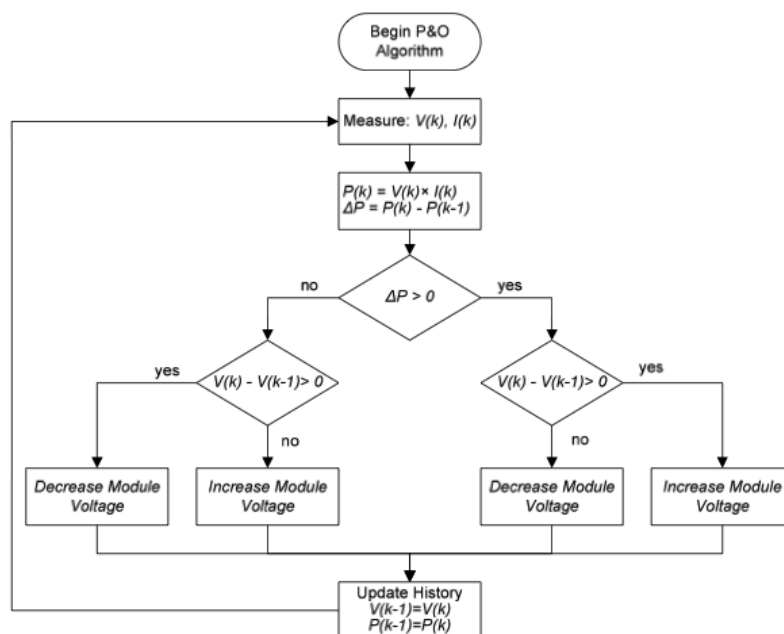 Begin P&O
Algorithm
Measure: V(k), I(k)
P(k) = V(k)× I(k)
ΔP = P(k) - P(k-1)
no
ΔP > 0
yes
yes
V(k) - V(k-1)> 0
no
V(k) - V(k-1)> 0
yes
no
Decrease Module
Voltage
Increase Module
Voltage
Decrease Module
Voltage
Increase Module
Voltage
Update History
V(k-1)=V(k)
P(k-1)=P(k)